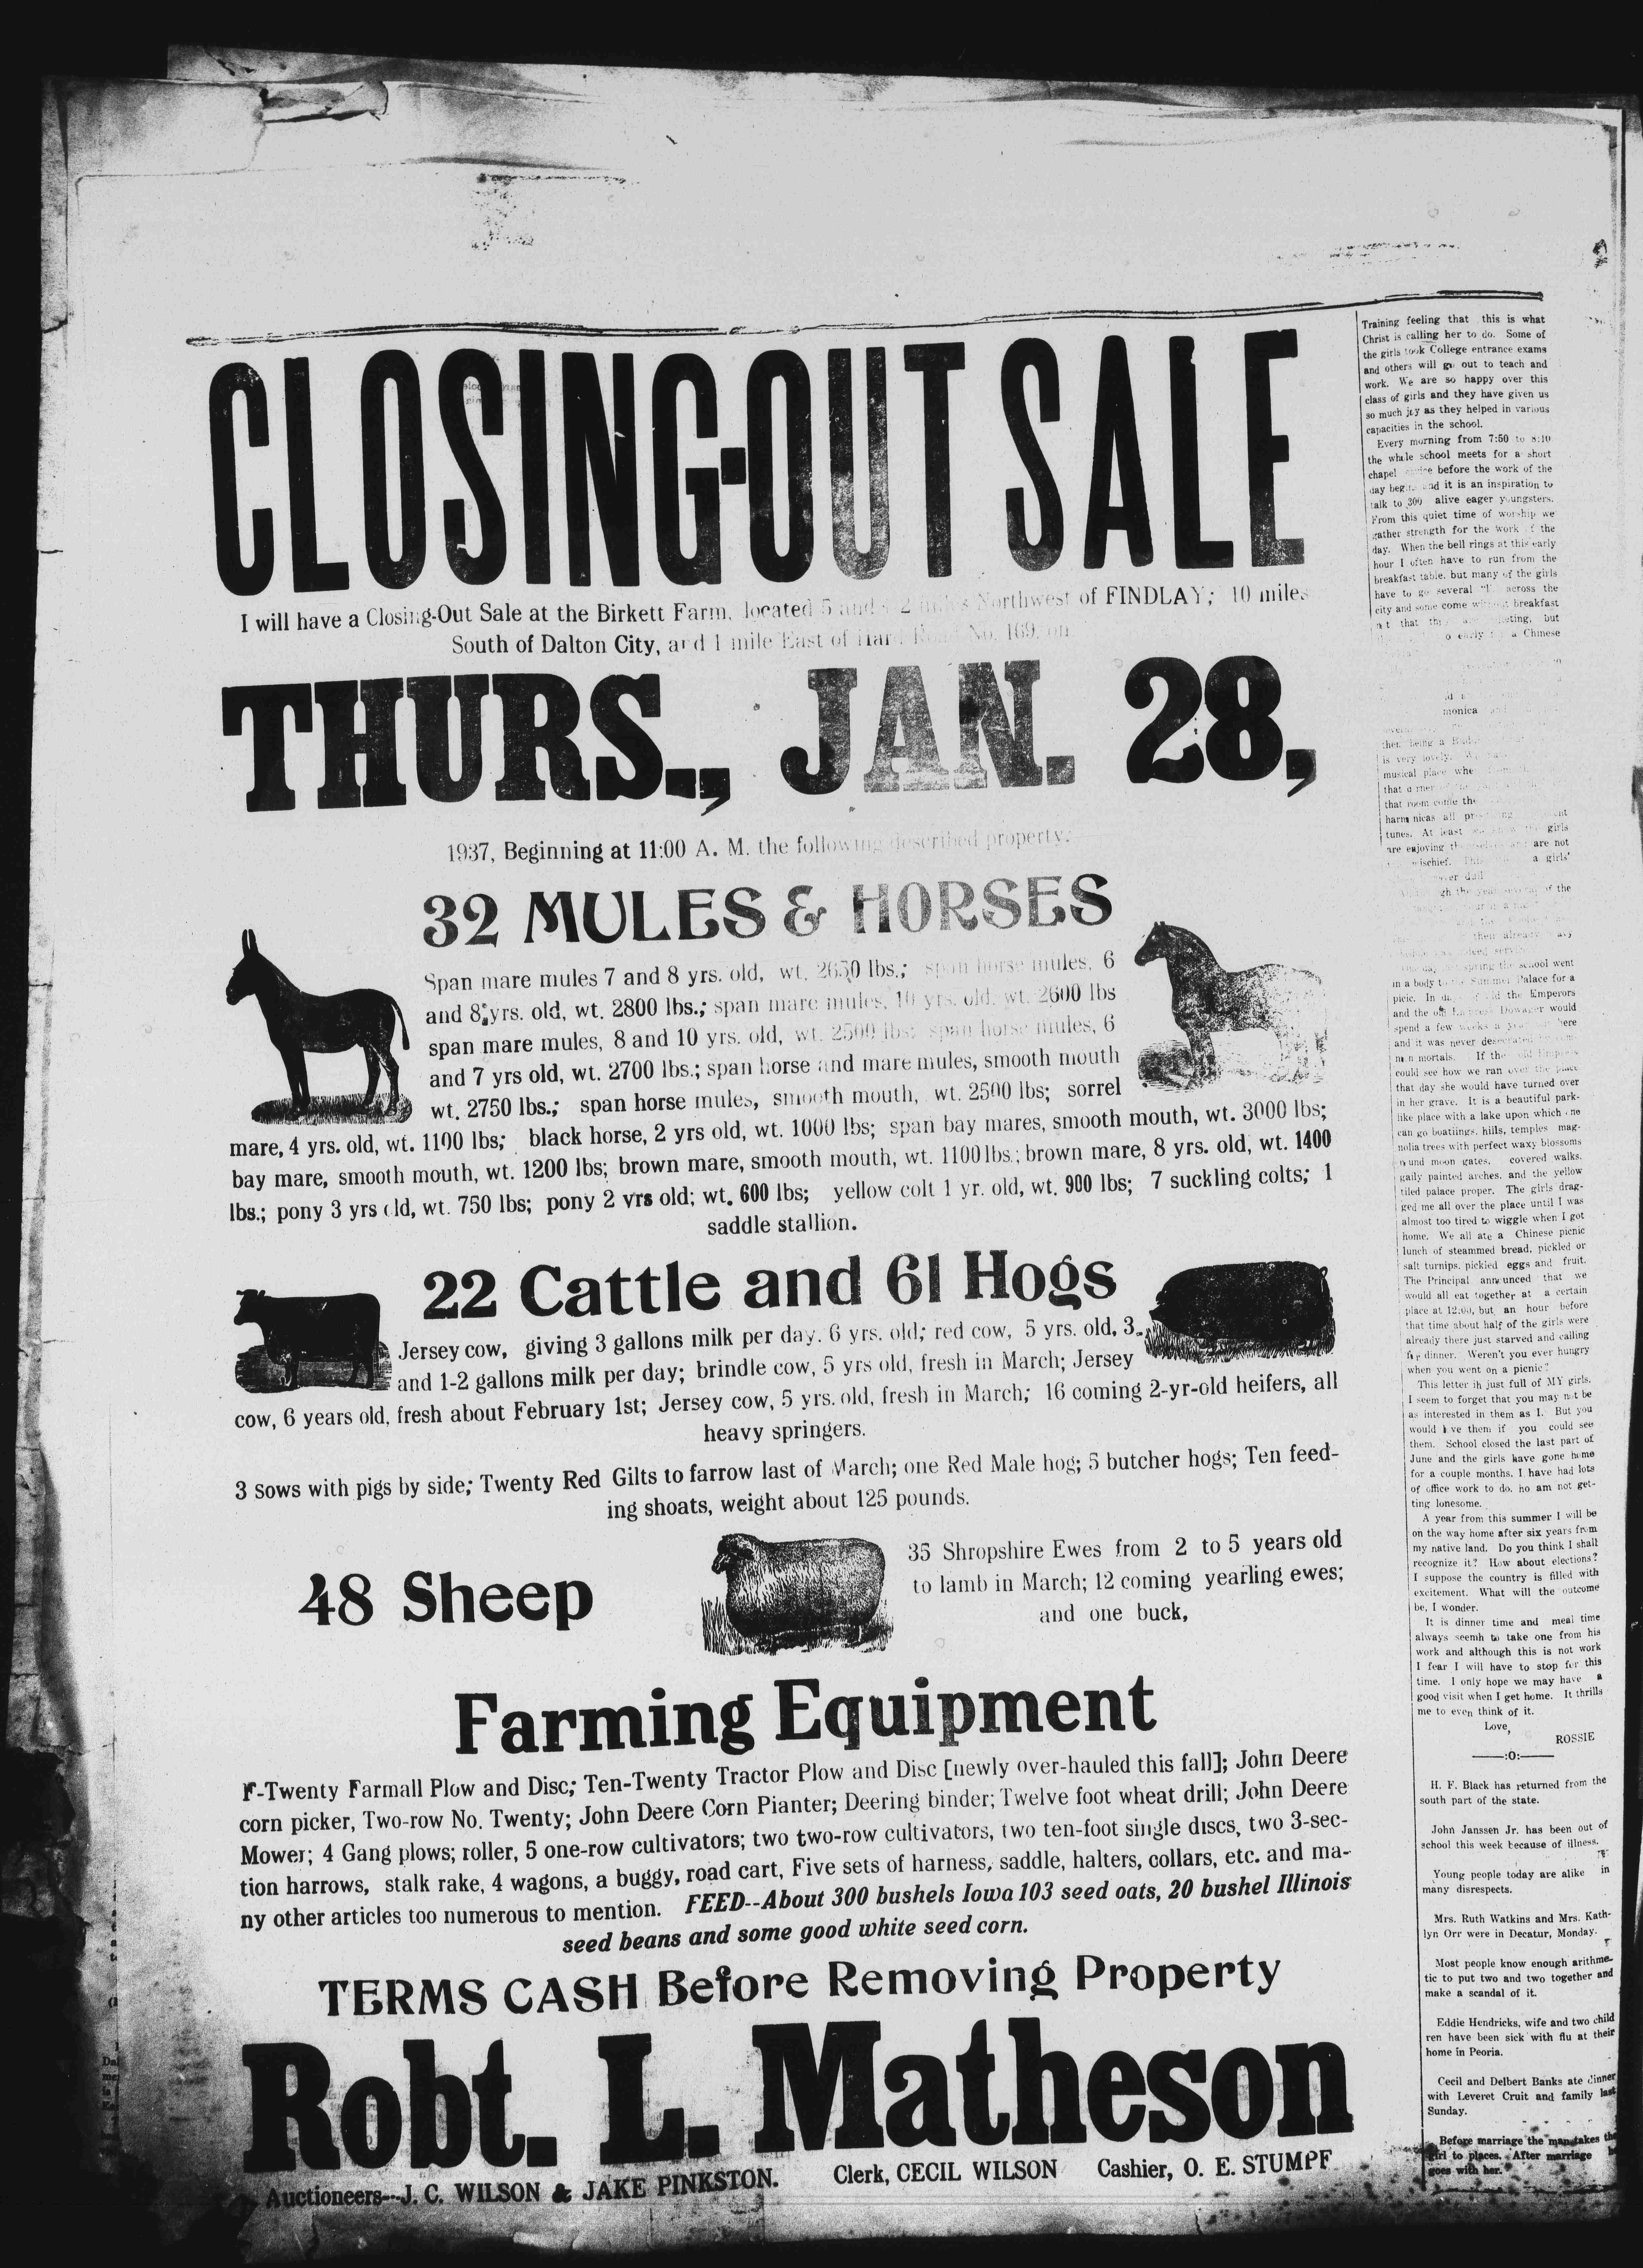 CLOSING-OUT SALE
I will have a Closing-Out Sale at the Birkett Farm, located 5 and 2 miles Northwest of FINDLAY; 10 miles
South of Dalton City, and 1 mile East of Hard Road No. 169, on
THURS., JAN. 28,
1937, Beginning at 11:00 A. M. the following described property:
32 MULES & HORSES
Span mare mules 7 and 8 yrs. old, wt. 2650 lbs.; span horse mules, 6
and 8 yrs. old, wt. 2800 lbs.; span mare mules, 10 yrs. old, wt. 2600 lbs
span mare mules, 8 and 10 yrs. old, wt. 2500 lbs; span horse mules, 6
and 7 yrs old, wt. 2700 lbs.; span horse and mare mules, smooth mouth
wt. 2750 lbs.; span horse mules, smooth mouth, wt. 2500 lbs; sorrel
mare, 4 yrs. old, wt. 1100 lbs; black horse, 2 yrs old, wt. 1000 lbs; span bay mares, smooth mouth, wt. 3000 lbs;
bay mare, smooth mouth, wt. 1200 lbs; brown mare, smooth mouth, wt. 1100 lbs.; brown mare, 8 yrs. old, wt. 1400
lbs.; pony 3 yrs old, wt. 750 lbs; pony 2 yrs old; wt. 600 lbs; yellow colt 1 yr. old, wt. 900 lbs; 7 suckling colts; 1
saddle stallion.
22 Cattle and 61 Hogs
Jersey cow, giving 3 gallons milk per day. 6 yrs. old; red cow, 5 yrs. old, 3
and 1-2 gallons milk per day; brindle cow, 5 yrs old, fresh in March; Jersey
cow, 6 years old, fresh about February 1st; Jersey cow, 5 yrs. old, fresh in March; 16 coming 2-yr-old heifers, all
heavy springers.
3 Sows with pigs by side; Twenty Red Gilts to farrow last of March; one Red Male hog; 5 butcher hogs; Ten feed-
ing shoats, weight about 125 pounds.
48 Sheep
35 Shropshire Ewes from 2 to 5 years old
to lamb in March; 12 coming yearling ewes;
and one buck,
Farming Equipment
F-Twenty Farmall Plow and Disc; Ten-Twenty Tractor Plow and Disc [newly over-hauled this fall]; John Deere
corn picker, Two-row No. Twenty; John Deere Corn Pianter; Deering binder; Twelve foot wheat drill; John Deere
Mower; 4 Gang plows; roller, 5 one-row cultivators; two two-row cultivators, two ten-foot single discs, two 3-sec-
tion harrows, stalk rake, 4 wagons, a buggy, road cart, Five sets of harness, saddle, halters, collars, etc. and ma-
ny other articles too numerous to mention. FEED--About 300 bushels Iowa 103 seed oats, 20 bushel Illinois
seed beans and some good white seed corn.
TERMS CASH Before Removing Property
Robt. L. Matheson
Auctioneers---J. C. WILSON & JAKE PINKSTON. Clerk, CECIL WILSON Cashier, O. E. STUMPF
Training feeling that this is what
Christ is calling her to do. Some of
the girls took College entrance exams
and others will go out to teach and
work. We are so happy over this
class of girls and they have given us
so much joy as they helped in various
capacities in the school.
Every morning from 7:50 to 8:10
the whole school meets for a short
chapel before the work of the
day begins and it is an inspiration to
talk to 300 alive eager youngsters.
From this quiet time of worship we
gather strength for the work of the
day. When the bell rings at this early
hour I often have to run from the
breakfast table, but many of the girls
have to go several across the
city and some come without breakfast
that
early a Chinese
monica
ther, being a
is very lovely.
musical place whe
that
that room come the
harm nicas all
tunes. At least girls
are enjoying are not
mischief. a girls'
of the
then already
school went
in a body to the Summer Palace for a
picic. In the Emperors
and the old Empress Dowager would
spend a few weeks a here
and it was never desecrated
m n mortals. If the old Empress
could see how we ran over the place
that day she would have turned over
in her grave. It is a beautiful park-
like place with a lake upon which one
can go boatiings, hills, temples mag-
nolia trees with perfect waxy blossoms
round moon gates, covered walks,
gaily painted arches, and the yellow
tiled palace proper. The girls drag-
ged me all over the place until I was
almost too tired to wiggle when I got
home. We all ate a Chinese picnic
lunch of steammed bread, pickled or
salt turnips, pickled eggs and fruit.
The Principal announced that we
would all eat together at a certain
place at 12:00, but an hour before
that time about half of the girls were
already there just starved and calling
for dinner. Weren't you ever hungry
when you went on a picnic?
This letter ih just full of MY girls.
I seem to forget that you may not be
as interested in them as I. But you
would love them if you could see
them. School closed the last part of
June and the girls have gone home
for a couple months. I have had lots
of office work to do, ho am not get-
ting lonesome.
A year from this summer I will be
on the way home after six years from
my native land. Do you think I shall
recognize it? How about elections?
I suppose the country is filled with
excitement. What will the outcome
be, I wonder.
It is dinner time and meal time
always seemh to take one from his
work and although this is not work
I fear I will have to stop for this
time. I only hope we may have a
good visit when I get home. It thrills
me to even think of it.
Love,
ROSSIE
——:O:——
H. F. Black has returned from the
south part of the state.
John Janssen Jr. has been out of
school this week because of illness.
Young people today are alike in
many disrespects.
Mrs. Ruth Watkins and Mrs. Kath-
lyn Orr were in Decatur, Monday.
Most people know enough arithme-
tic to put two and two together and
make a scandal of it.
Eddie Hendricks, wife and two child
ren have been sick with flu at their
home in Peoria.
Cecil and Delbert Banks ate dinner
with Leveret Cruit and family last
Sunday.
Before marriage the man takes the
girl to places. After marriage he
goes with her.